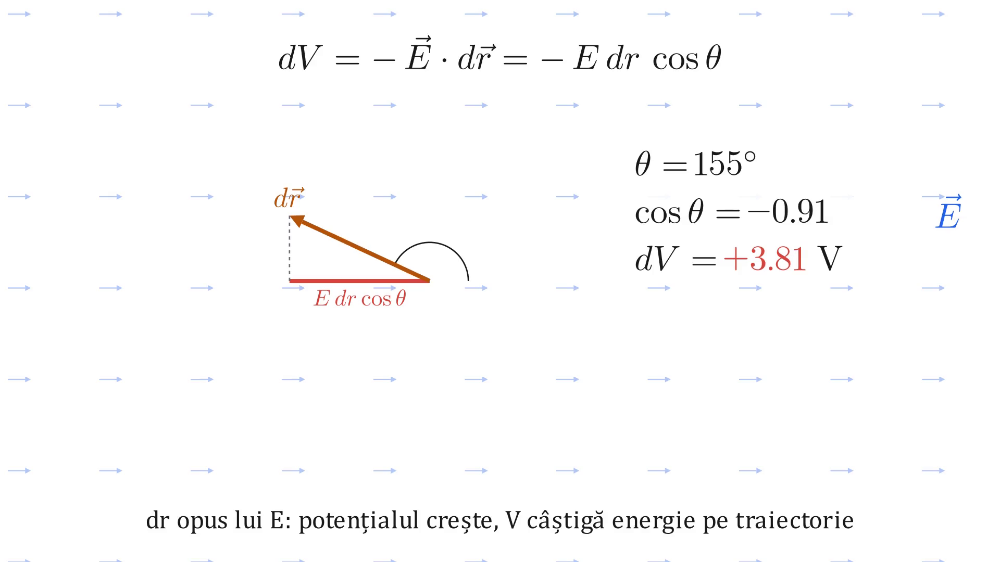 dV = − E⃗ · dr⃗ = − E dr cos θ
θ = 155°
dr⃗
cos θ = −0.91
E⃗
dV = +3.81 V
E dr cos θ
dr opus lui E: potențialul crește, V câștigă energie pe traiectorie